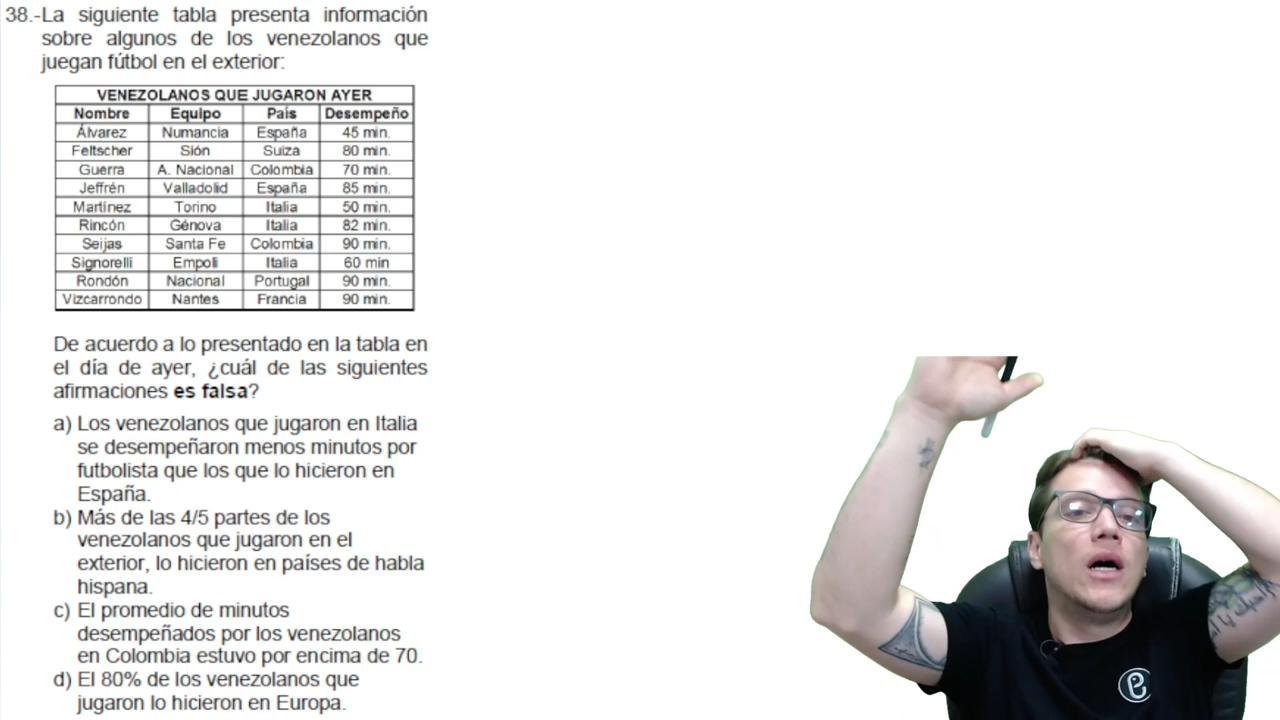 38.-La siguiente tabla presenta información
sobre algunos de los venezolanos que
juegan fútbol en el exterior:
VENEZOLANOS QUE JUGARON AYER
Nombre Equipo País Desempeño
Álvarez Numancia España 45 min.
Feltscher Sión Suiza 80 min.
Guerra A. Nacional Colombia 70 min.
Jeffrén Valladolid España 85 min.
Martínez Torino Italia 50 min.
Rincón Génova Italia 82 min.
Seijas Santa Fe Colombia 90 min.
Signorelli Empoli Italia 60 min
Rondón Nacional Portugal 90 min.
Vizcarrondo Nantes Francia 90 min.
De acuerdo a lo presentado en la tabla en
el día de ayer, ¿cuál de las siguientes
afirmaciones es falsa?
a) Los venezolanos que jugaron en Italia
se desempeñaron menos minutos por
futbolista que los que lo hicieron en
España.
b) Más de las 4/5 partes de los
venezolanos que jugaron en el
exterior, lo hicieron en países de habla
hispana.
c) El promedio de minutos
desempeñados por los venezolanos
en Colombia estuvo por encima de 70.
d) El 80% de los venezolanos que
jugaron lo hicieron en Europa.